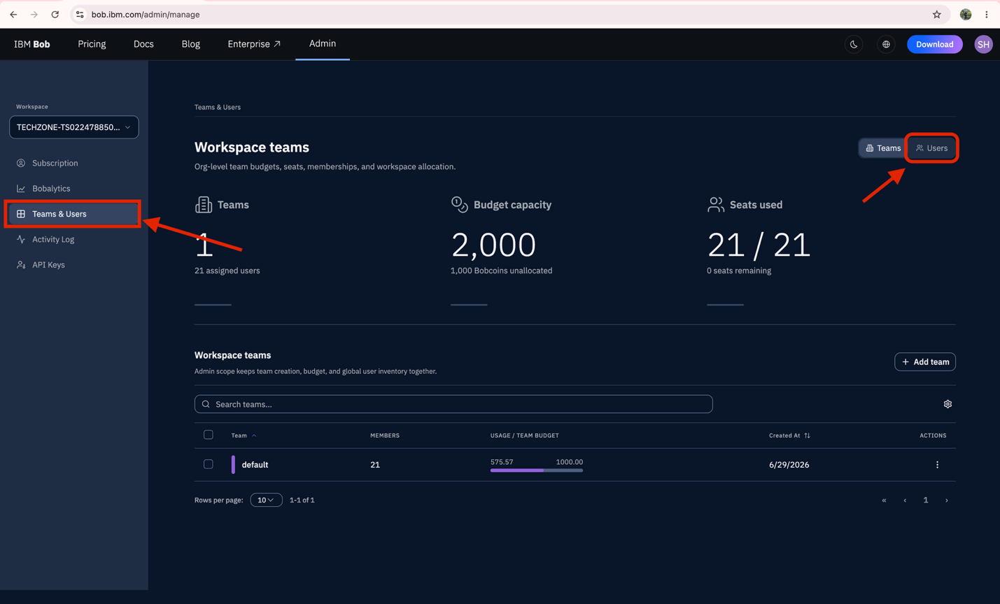 bob.ibm.com/admin/manage
IBM Bob
Pricing
Docs
Blog
Enterprise ↗
Admin
Download
SH
Workspace
TECHZONE-TS022478850...
Subscription
Bobalytics
Teams & Users
Activity Log
API Keys
Teams & Users
Workspace teams
Org-level team budgets, seats, memberships, and workspace allocation.
Teams
Users
Teams
1
21 assigned users
Budget capacity
2,000
1,000 Bobcoins unallocated
Seats used
21 / 21
0 seats remaining
Workspace teams
Admin scope keeps team creation, budget, and global user inventory together.
+ Add team
Search teams...
Team MEMBERS USAGE / TEAM BUDGET Created At ACTIONS
default 21 575.57 1000.00 6/29/2026
Rows per page: 10 1-1 of 1 « ‹ 1 ›